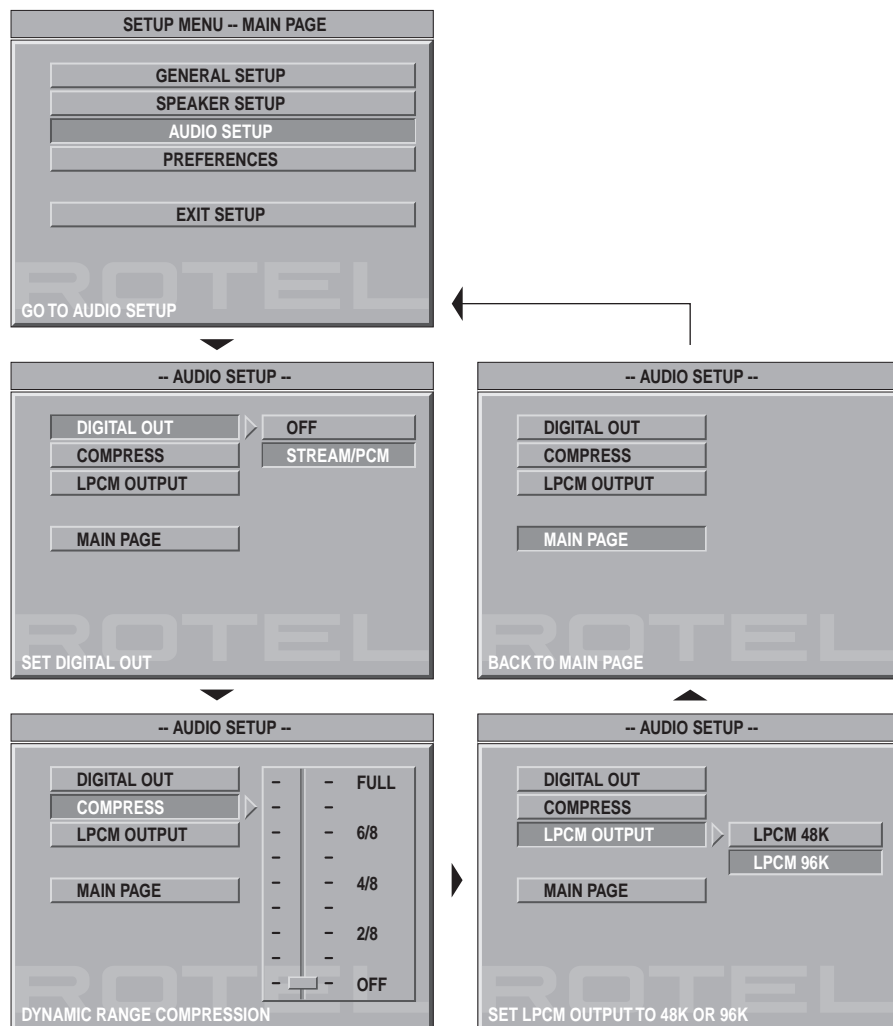 SETUP MENU -- MAIN PAGE
GENERAL SETUP
SPEAKER SETUP
AUDIO SETUP
PREFERENCES
EXIT SETUP
ROTEL
GO TO AUDIO SETUP
-- AUDIO SETUP --
DIGITAL OUT
OFF
COMPRESS
STREAM/PCM
LPCM OUTPUT
MAIN PAGE
ROTEL
SET DIGITAL OUT
-- AUDIO SETUP --
DIGITAL OUT
COMPRESS
LPCM OUTPUT
MAIN PAGE
ROTEL
BACK TO MAIN PAGE
-- AUDIO SETUP --
DIGITAL OUT
COMPRESS
LPCM OUTPUT
MAIN PAGE
FULL
6/8
4/8
2/8
OFF
ROTEL
DYNAMIC RANGE COMPRESSION
-- AUDIO SETUP --
DIGITAL OUT
COMPRESS
LPCM OUTPUT
LPCM 48K
LPCM 96K
MAIN PAGE
ROTEL
SET LPCM OUTPUT TO 48K OR 96K